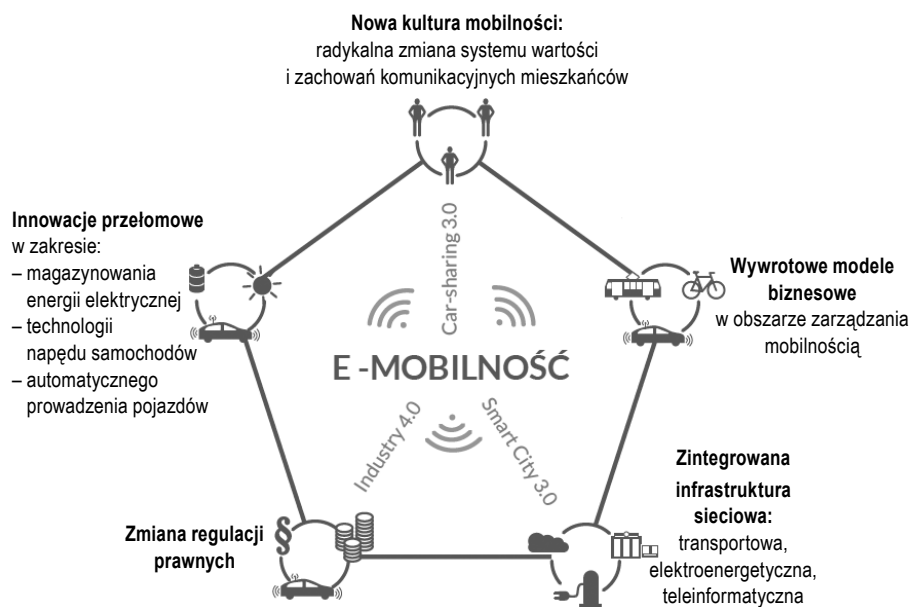 Nowa kultura mobilności:
radykalna zmiana systemu wartości
i zachowań komunikacyjnych mieszkańców
Innowacje przełomowe
w zakresie:
– magazynowania
energii elektrycznej
– technologii
napędu samochodów
– automatycznego
prowadzenia pojazdów
Car-sharing 3.0
Wywrotowe modele
biznesowe
w obszarze zarządzania
mobilnością
E -MOBILNOŚĆ
Industry 4.0
Smart City 3.0
Zmiana regulacji
prawnych
§
Zintegrowana
infrastruktura
sieciowa:
transportowa,
elektroenergetyczna,
teleinformatyczna